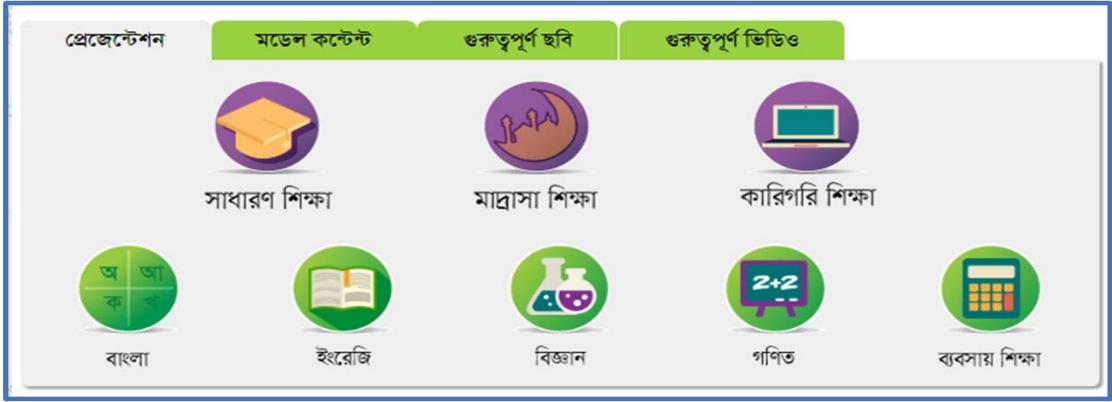 প্রেজেন্টেশন মডেল কন্টেন্ট গুরুত্বপূর্ণ ছবি গুরুত্বপূর্ণ ভিডিও
সাধারণ শিক্ষা মাদ্রাসা শিক্ষা কারিগরি শিক্ষা
অ আ
ক খ
2+2
বাংলা ইংরেজি বিজ্ঞান গণিত ব্যবসায় শিক্ষা